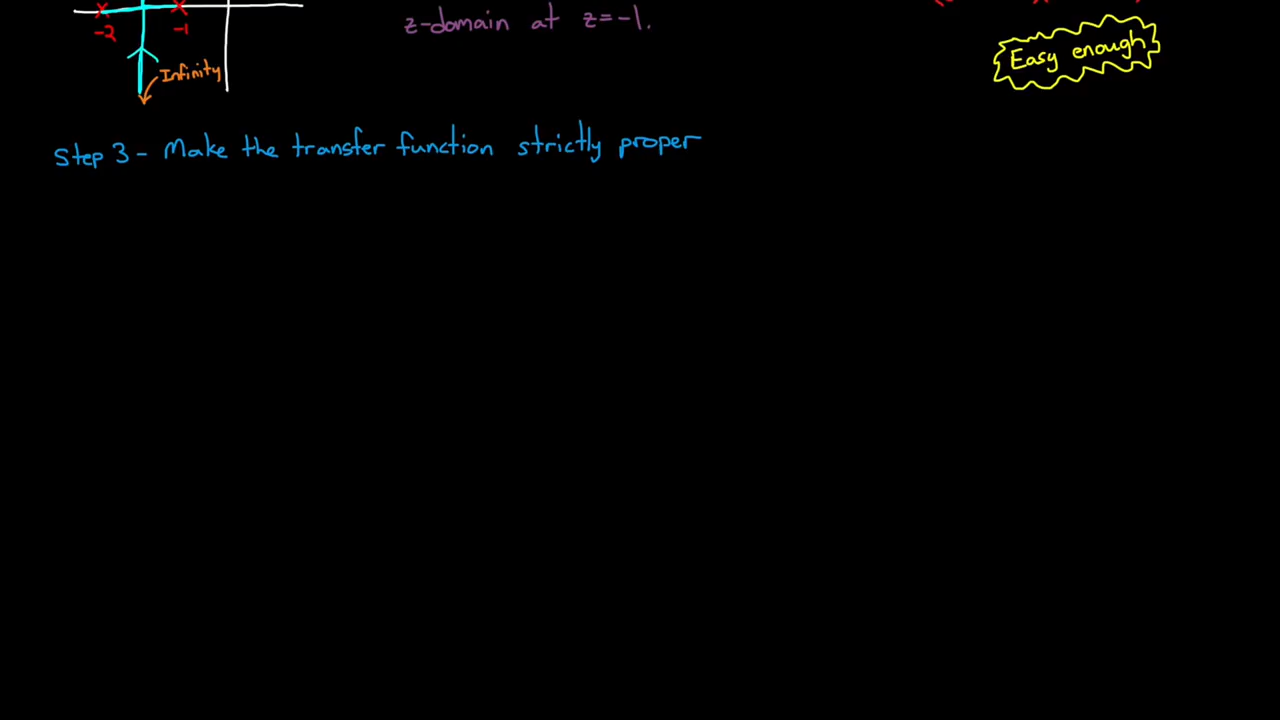 -2
-1
Infinity
z-domain at z=-1.
Easy enough
Step 3 - Make the transfer function strictly proper